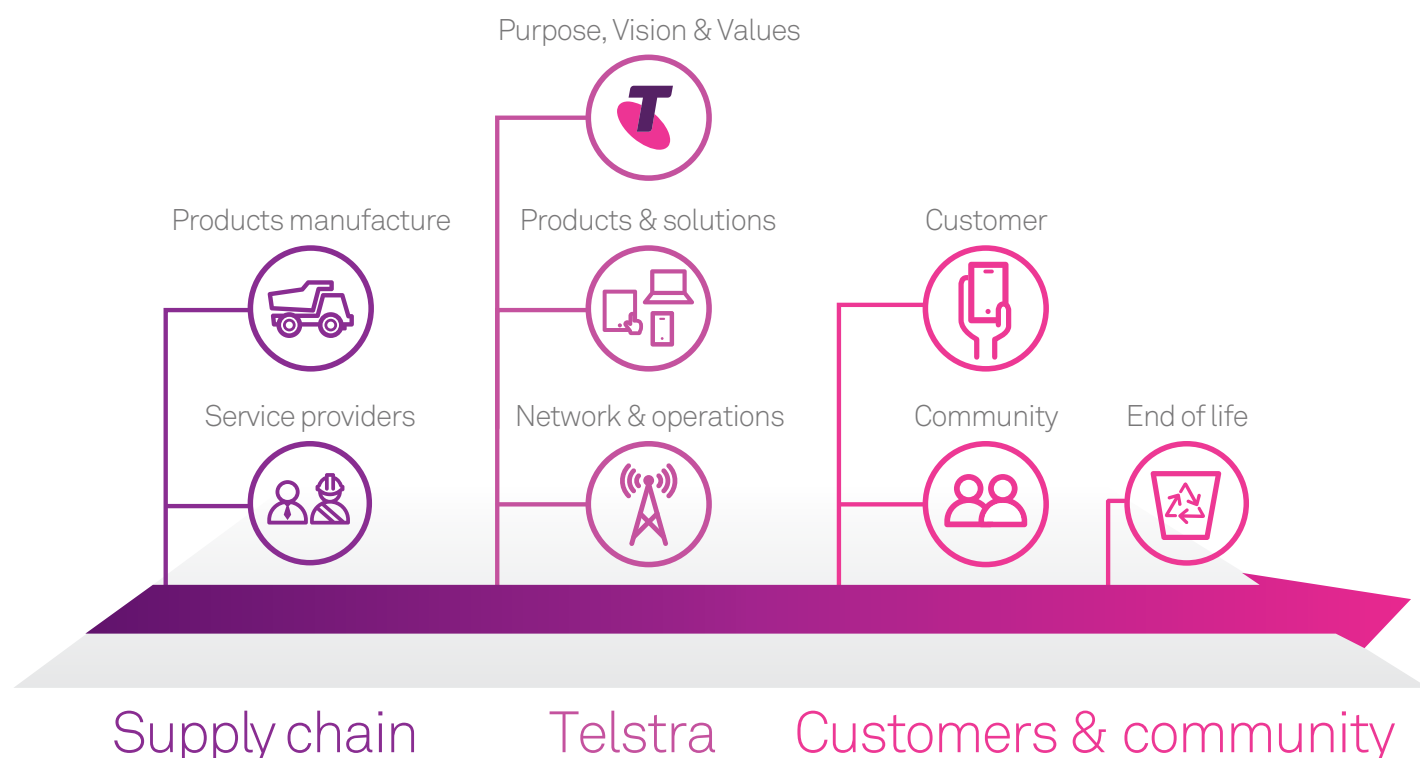 Purpose, Vision & Values
T
Products manufacture
Products & solutions
Customer
Service providers
Network & operations
Community
End of life
Supply chain
Telstra
Customers & community